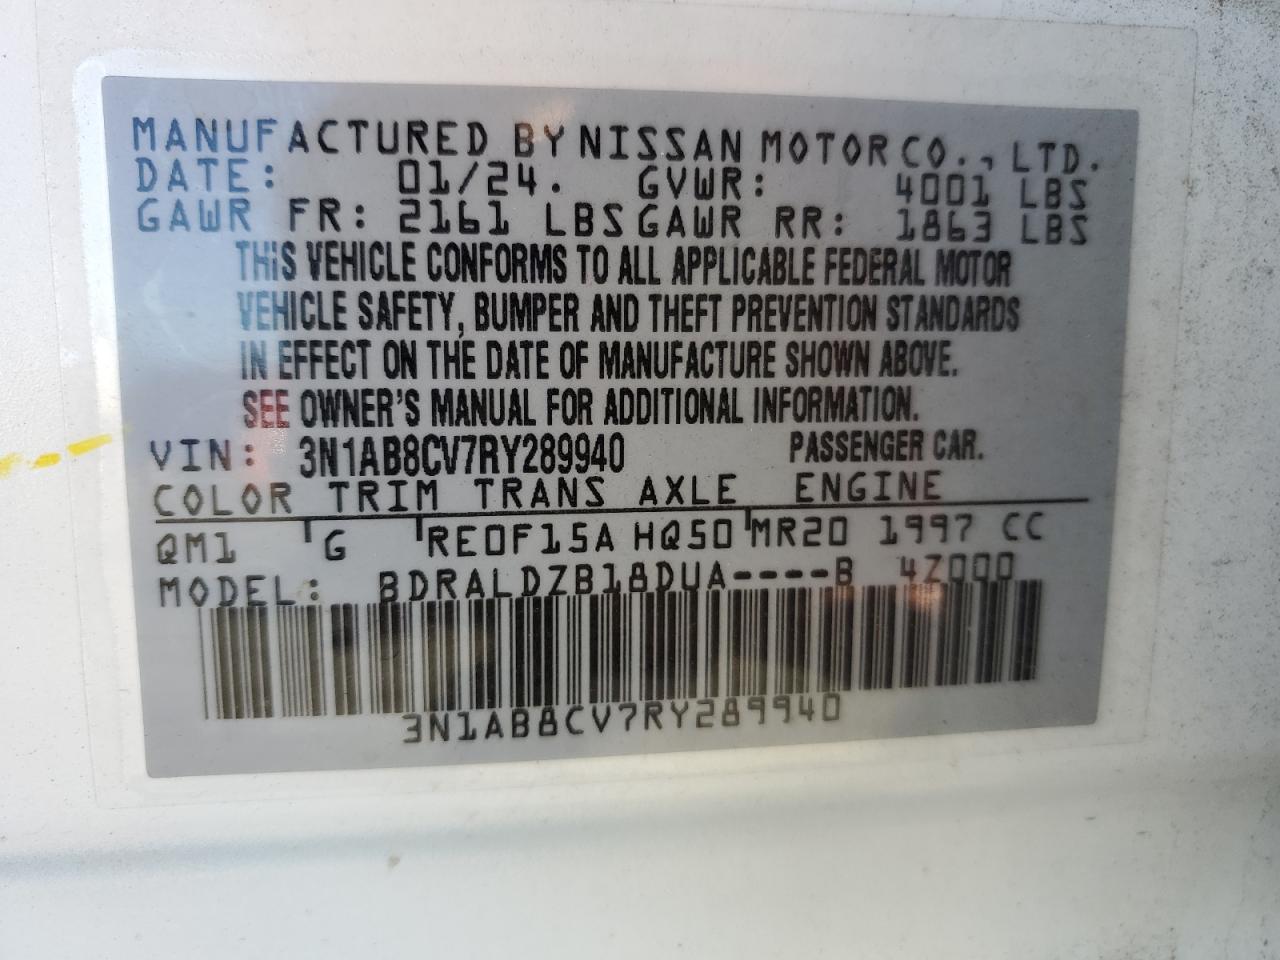 MANUFACTURED BY NISSAN MOTOR CO., LTD.
DATE: 01/24. GVWR: 4001 LBS
GAWR FR: 2161 LBS GAWR RR: 1863 LBS
THIS VEHICLE CONFORMS TO ALL APPLICABLE FEDERAL MOTOR
VEHICLE SAFETY, BUMPER AND THEFT PREVENTION STANDARDS
IN EFFECT ON THE DATE OF MANUFACTURE SHOWN ABOVE.
SEE OWNER'S MANUAL FOR ADDITIONAL INFORMATION.
VIN: 3N1AB8CV7RY289940 PASSENGER CAR.
COLOR TRIM TRANS AXLE ENGINE
QM1 G RE0F15A HQ50 MR20 1997 CC
MODEL: BDRALDZB18DUA----B 4Z000
3N1AB8CV7RY289940